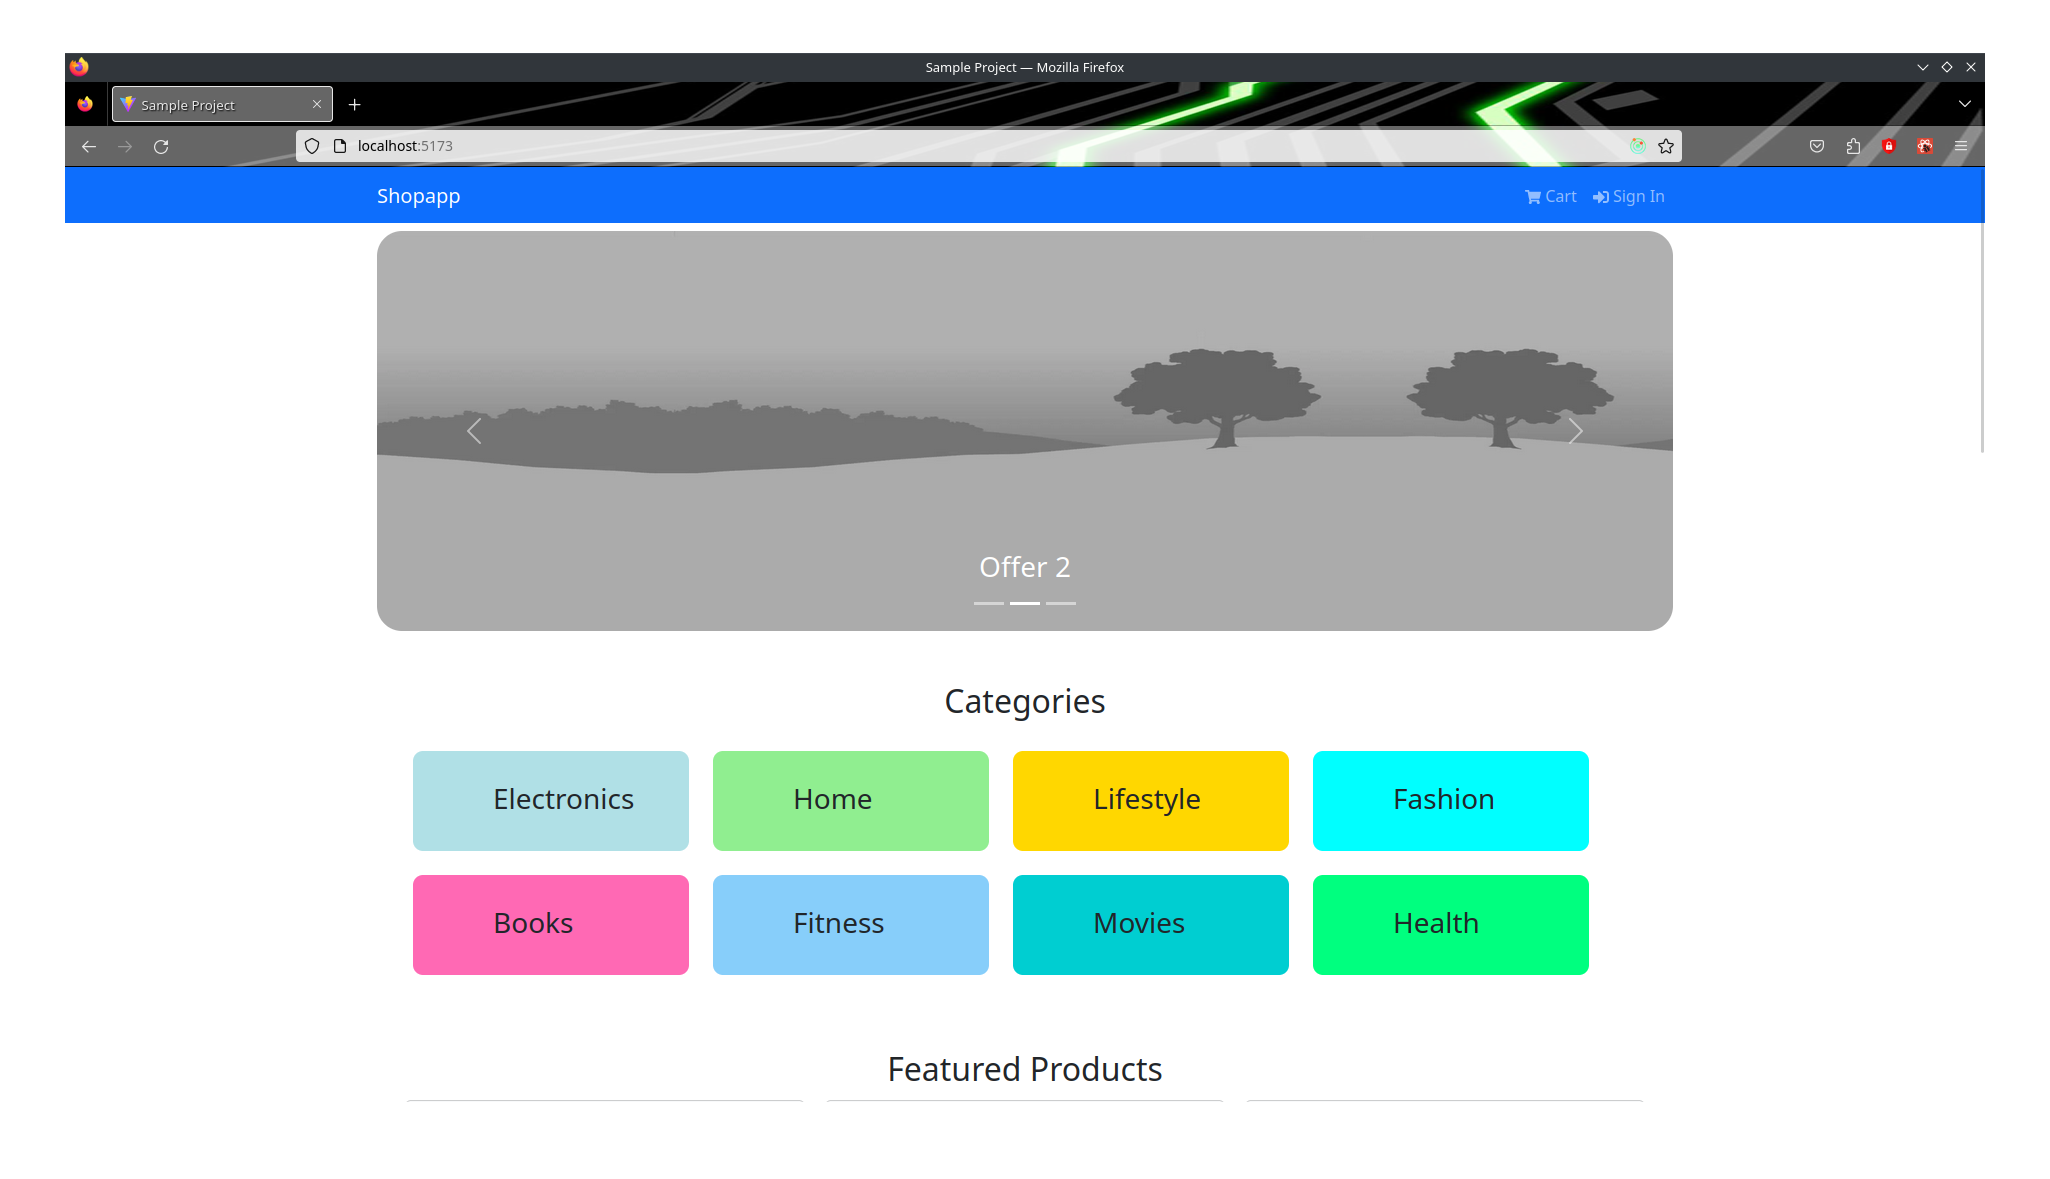 Sample Project — Mozilla Firefox
Sample Project
localhost:5173
Shopapp
Cart Sign In
Offer 2
Categories
Electronics
Home
Lifestyle
Fashion
Books
Fitness
Movies
Health
Featured Products